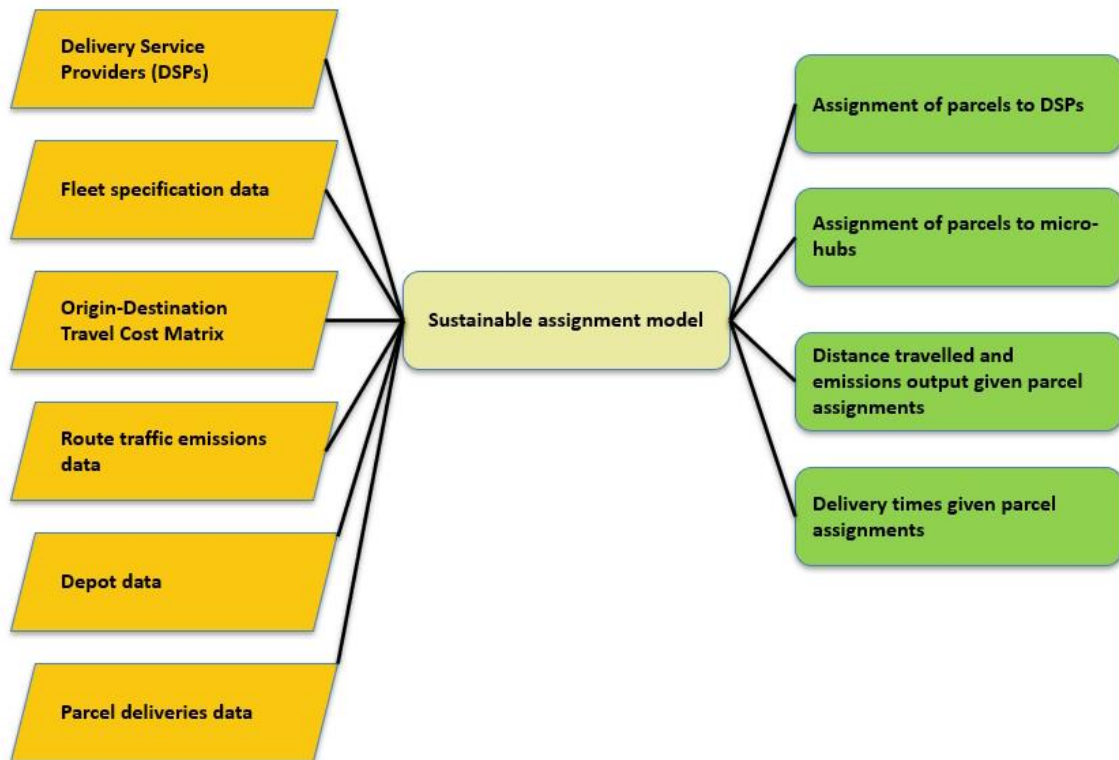 Delivery Service
Providers (DSPs)
Fleet specification data
Origin-Destination
Travel Cost Matrix
Route traffic emissions
data
Depot data
Parcel deliveries data
Sustainable assignment model
Assignment of parcels to DSPs
Assignment of parcels to micro-
hubs
Distance travelled and
emissions output given parcel
assignments
Delivery times given parcel
assignments